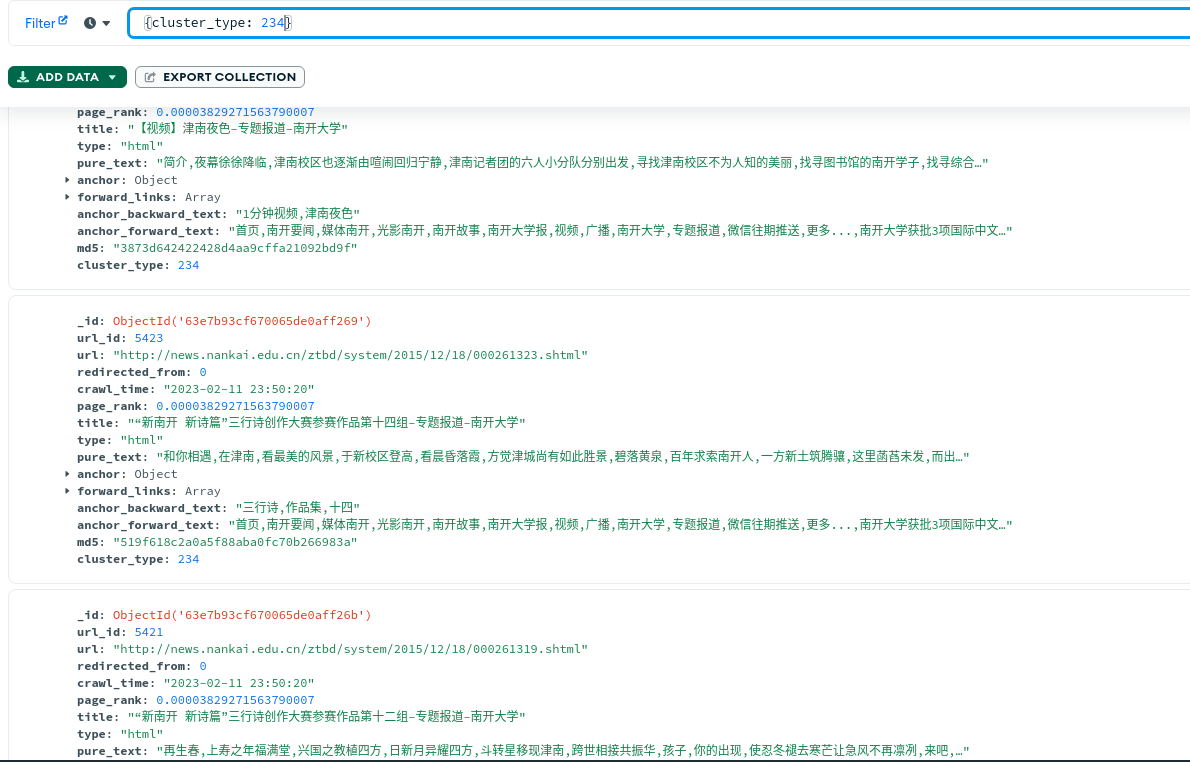 Filter
{cluster_type: 234}
ADD DATA
EXPORT COLLECTION
page_rank: 0.00003829271563790007
title: "【视频】津南夜色-专题报道-南开大学"
type: "html"
pure_text: "简介,夜幕徐徐降临,津南校区也逐渐由喧闹回归宁静,津南记者团的六人小分队分别出发,寻找津南校区不为人知的美丽,找寻图书馆的南开学子,找寻综合…"
anchor: Object
forward_links: Array
anchor_backward_text: "1分钟视频,津南夜色"
anchor_forward_text: "首页,南开要闻,媒体南开,光影南开,南开故事,南开大学报,视频,广播,南开大学,专题报道,微信往期推送,更多...,南开大学获批3项国际中文…"
md5: "3873d642422428d4aa9cffa21092bd9f"
cluster_type: 234
_id: ObjectId('63e7b93cf670065de0aff269')
url_id: 5423
url: "http://news.nankai.edu.cn/ztbd/system/2015/12/18/000261323.shtml"
redirected_from: 0
crawl_time: "2023-02-11 23:50:20"
page_rank: 0.00003829271563790007
title: "“新南开 新诗篇”三行诗创作大赛参赛作品第十四组-专题报道-南开大学"
type: "html"
pure_text: "和你相遇,在津南,看最美的风景,于新校区登高,看晨昏落霞,方觉津城尚有如此胜景,碧落黄泉,百年求索南开人,一方新土筑腾骧,这里菡萏未发,而出…"
anchor: Object
forward_links: Array
anchor_backward_text: "三行诗,作品集,十四"
anchor_forward_text: "首页,南开要闻,媒体南开,光影南开,南开故事,南开大学报,视频,广播,南开大学,专题报道,微信往期推送,更多...,南开大学获批3项国际中文…"
md5: "519f618c2a0a5f88aba0fc70b266983a"
cluster_type: 234
_id: ObjectId('63e7b93cf670065de0aff26b')
url_id: 5421
url: "http://news.nankai.edu.cn/ztbd/system/2015/12/18/000261319.shtml"
redirected_from: 0
crawl_time: "2023-02-11 23:50:20"
page_rank: 0.00003829271563790007
title: "“新南开 新诗篇”三行诗创作大赛参赛作品第十二组-专题报道-南开大学"
type: "html"
pure_text: "再生春,上寿之年福满堂,兴国之教植四方,日新月异耀四方,斗转星移现津南,跨世相接共振华,孩子,你的出现,使忍冬褪去寒芒让急风不再凛冽,来吧,…"